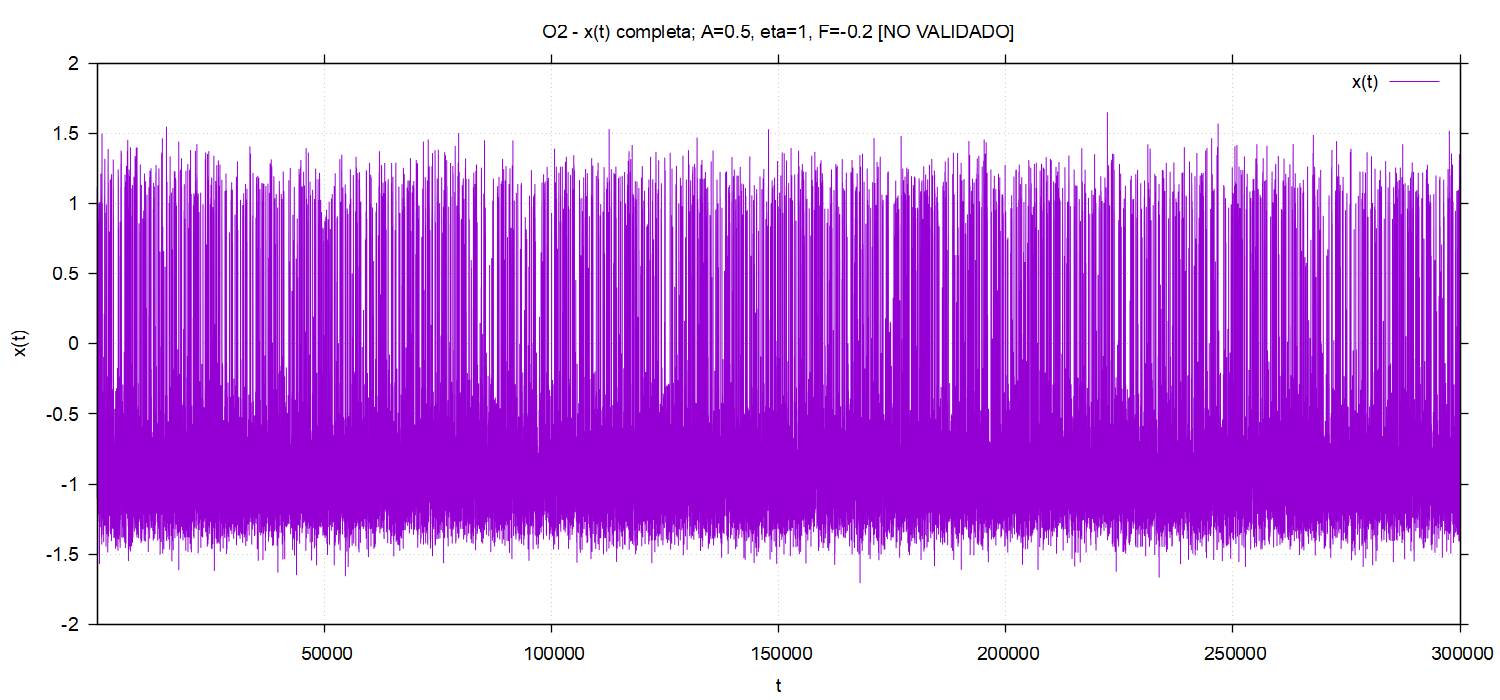 O2 - x(t) completa; A=0.5, eta=1, F=-0.2 [NO VALIDADO]
x(t)
2
1.5
1
0.5
0
-0.5
-1
-1.5
-2
x(t)
50000 100000 150000 200000 250000 300000
t